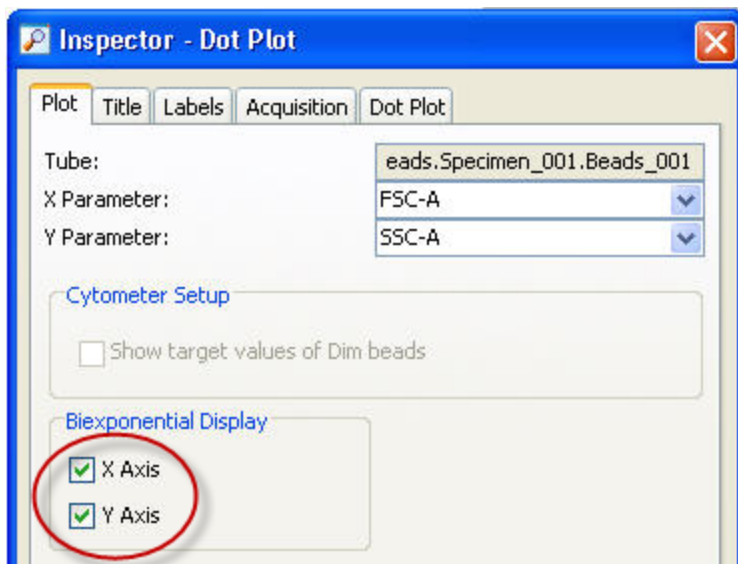 Inspector - Dot Plot
Plot Title Labels Acquisition Dot Plot
Tube: eads.Specimen_001.Beads_001
X Parameter: FSC-A
Y Parameter: SSC-A
Cytometer Setup
Show target values of Dim beads
Biexponential Display
X Axis
Y Axis